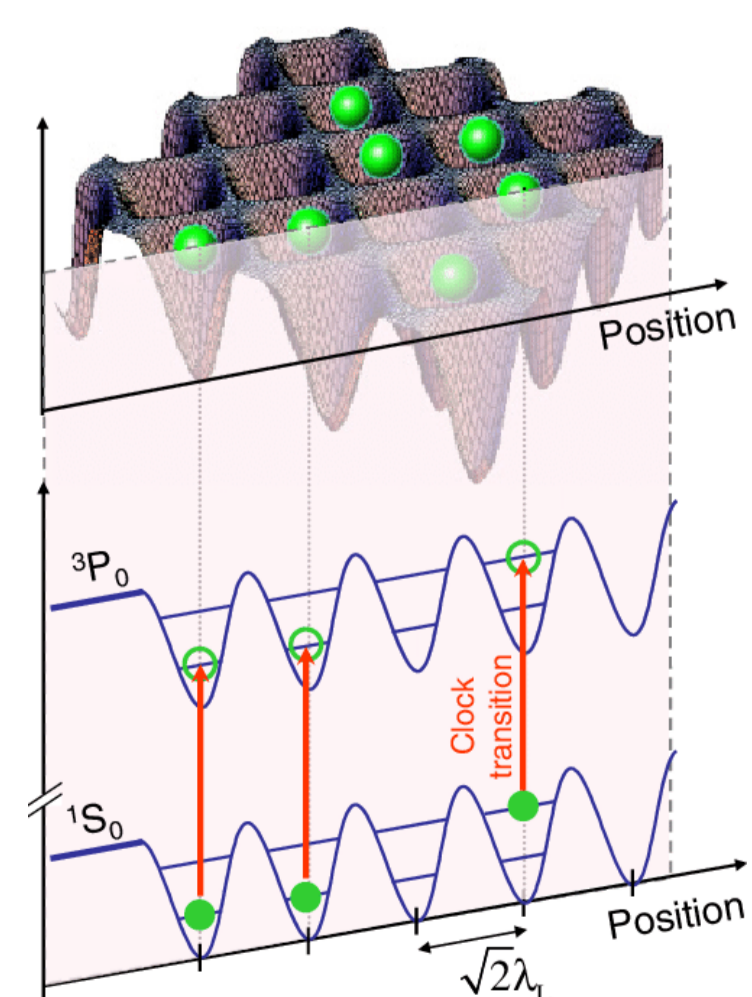 Position
³P₀
Clock
transition
¹S₀
Position
√2λ